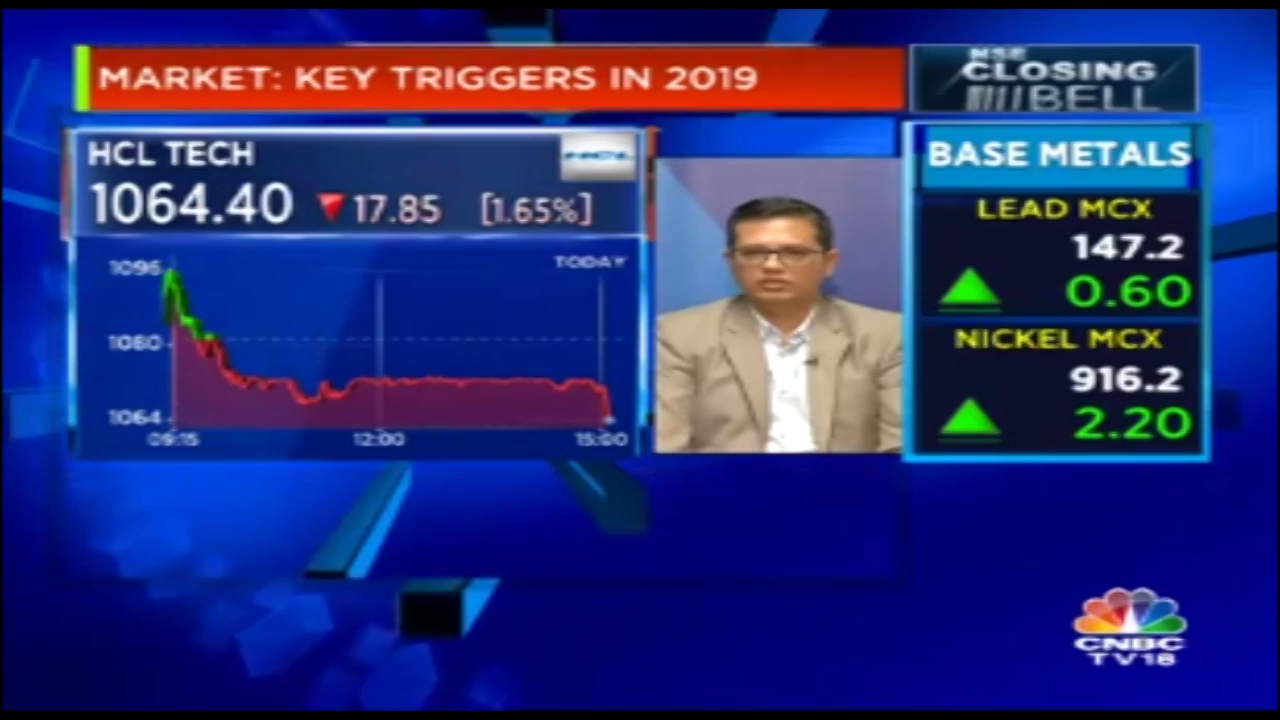 MARKET: KEY TRIGGERS IN 2019
NSE
CLOSING
BELL
HCL TECH
HCL
1064.40 ▼17.85 [1.65%]
1096
TODAY
1080
1064
09:15 12:00 15:00
BASE METALS
LEAD MCX
147.2
▲ 0.60
NICKEL MCX
916.2
▲ 2.20
CNBC
TV18